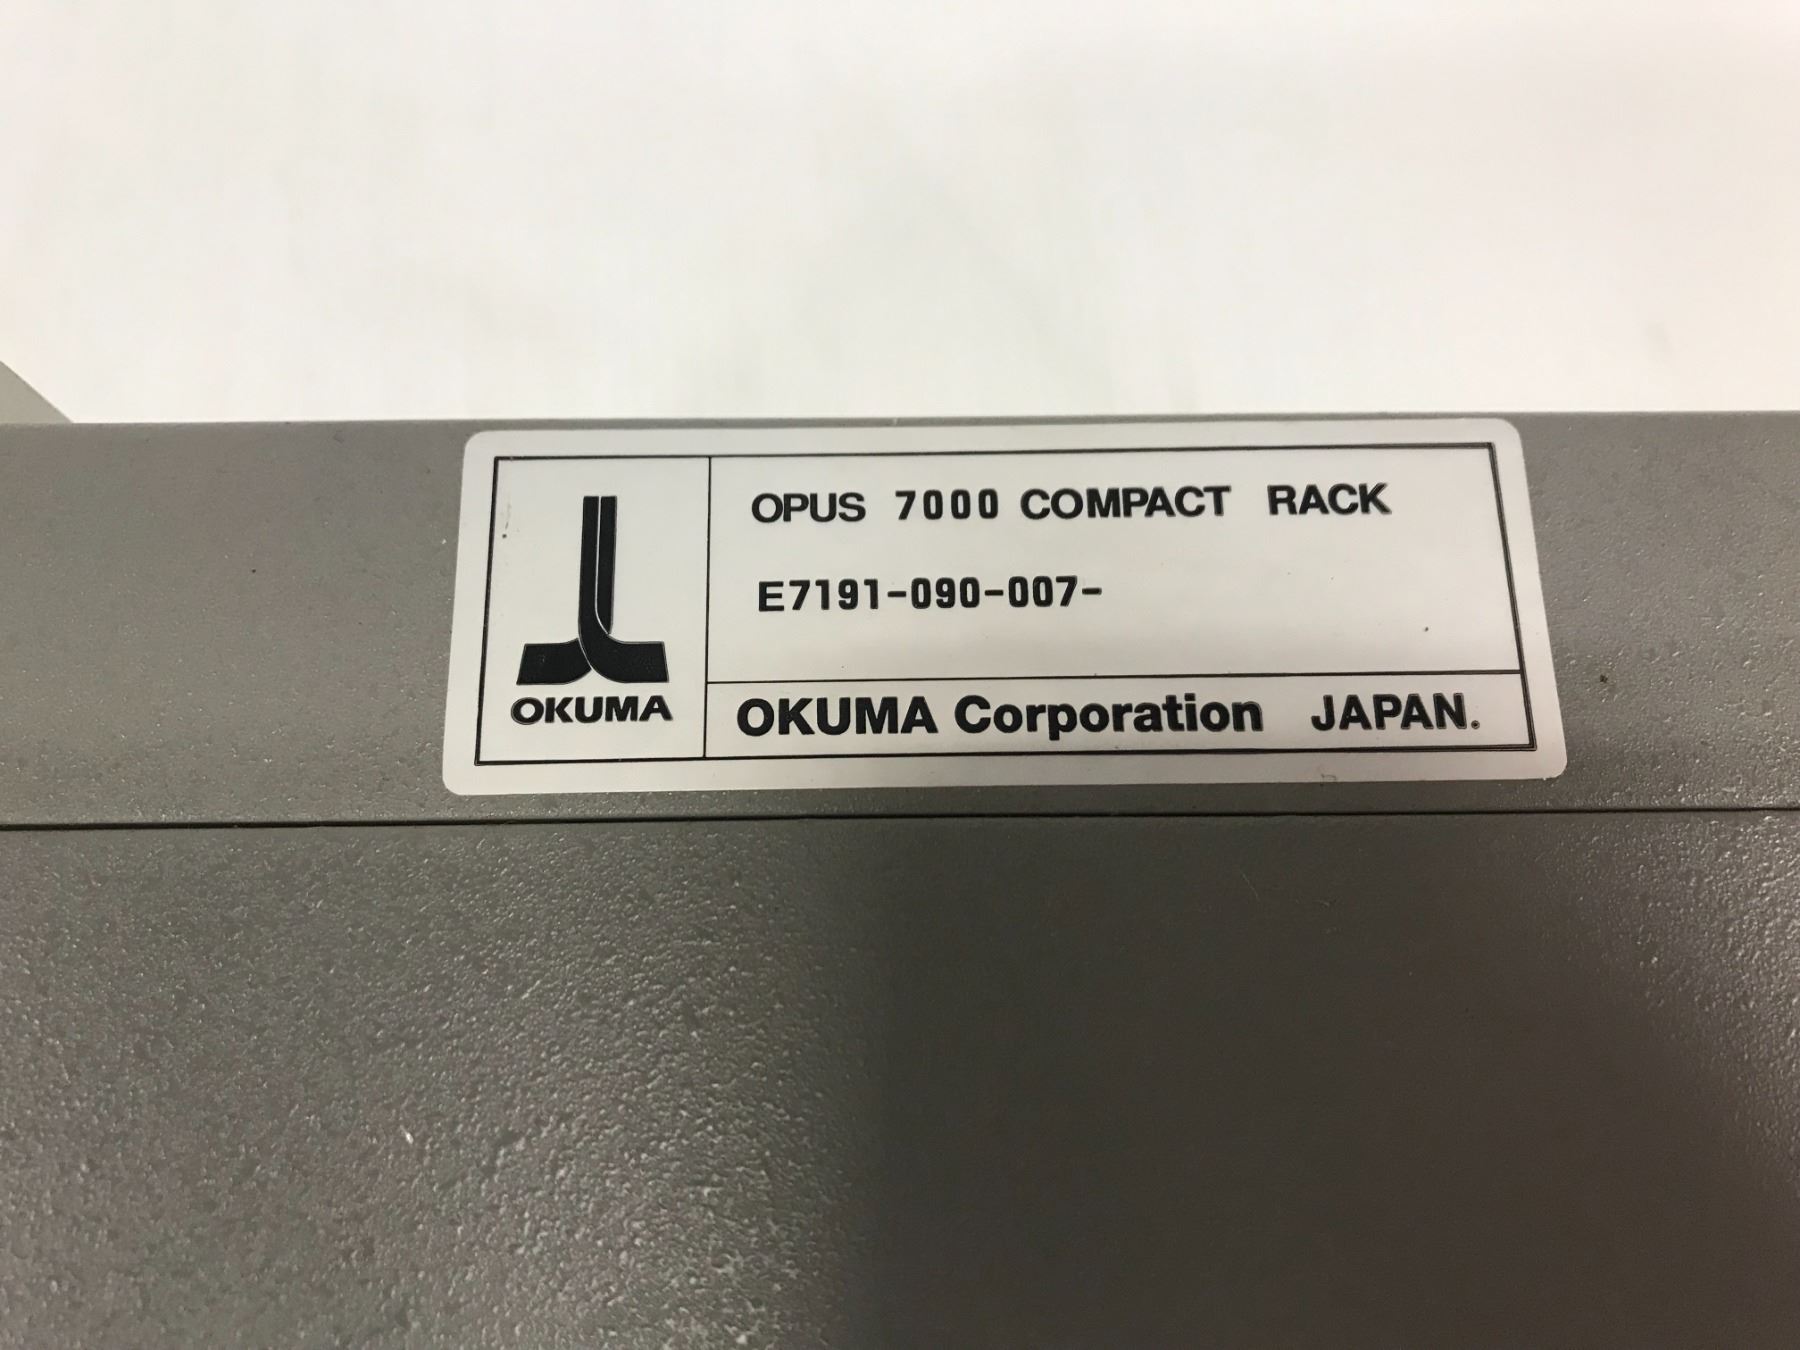 OPUS 7000 COMPACT RACK
E7191-090-007-
OKUMA
OKUMA Corporation JAPAN.